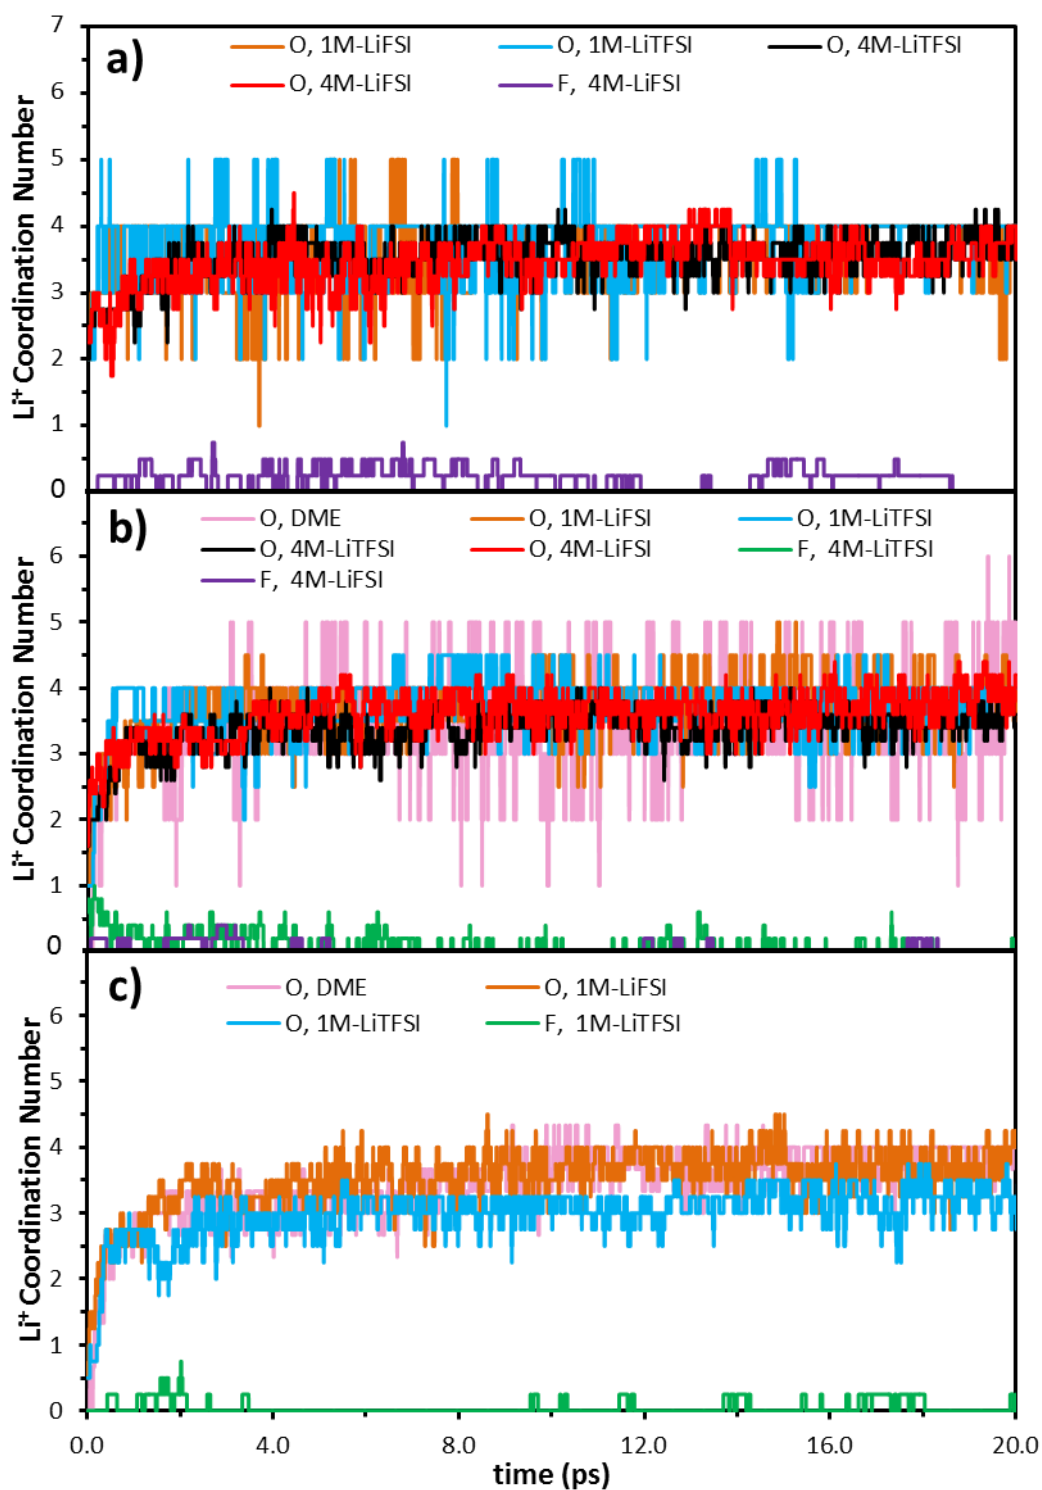 7
a)
O, 1M-LiFSI O, 1M-LiTFSI O, 4M-LiTFSI
O, 4M-LiFSI F, 4M-LiFSI
6
5
4
3
2
1
0
Li⁺ Coordination Number
b)
O, DME O, 1M-LiFSI O, 1M-LiTFSI
O, 4M-LiTFSI O, 4M-LiFSI F, 4M-LiTFSI
F, 4M-LiFSI
6
5
4
3
2
1
0
Li⁺ Coordination Number
c)
O, DME O, 1M-LiFSI
O, 1M-LiTFSI F, 1M-LiTFSI
6
5
4
3
2
1
0
Li⁺ Coordination Number
0.0 4.0 8.0 12.0 16.0 20.0
time (ps)